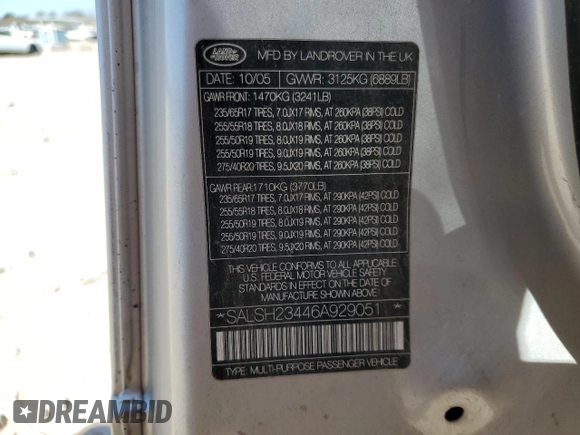 LAND ROVER
MFD BY LANDROVER IN THE UK
DATE: 10/05 GVWR: 3125KG (6889LB)
GAWR FRONT: 1470KG (3241LB)
235/65R17 TIRES, 7.0JX17 RIMS, AT 260KPA (38PSI) COLD
255/55R18 TIRES, 8.0JX18 RIMS, AT 260KPA (38PSI) COLD
255/50R19 TIRES, 8.0JX19 RIMS, AT 260KPA (38PSI) COLD
255/50R19 TIRES, 9.0JX19 RIMS, AT 260KPA (38PSI) COLD
275/40R20 TIRES, 9.5JX20 RIMS, AT 260KPA (38PSI) COLD
GAWR REAR: 1710KG (3770LB)
235/65R17 TIRES, 7.0JX17 RIMS, AT 290KPA (42PSI) COLD
255/55R18 TIRES, 8.0JX18 RIMS, AT 290KPA (42PSI) COLD
255/50R19 TIRES, 8.0JX19 RIMS, AT 290KPA (42PSI) COLD
255/50R19 TIRES, 9.0JX19 RIMS, AT 290KPA (42PSI) COLD
275/40R20 TIRES, 9.5JX20 RIMS, AT 290KPA (42PSI) COLD
THIS VEHICLE CONFORMS TO ALL APPLICABLE
U.S. FEDERAL MOTOR VEHICLE SAFETY
STANDARDS IN EFFECT ON THE DATE OF
MANUFACTURE SHOWN ABOVE
*SALSH23446A929051*
TYPE: MULTI-PURPOSE PASSENGER VEHICLE
DREAMBID